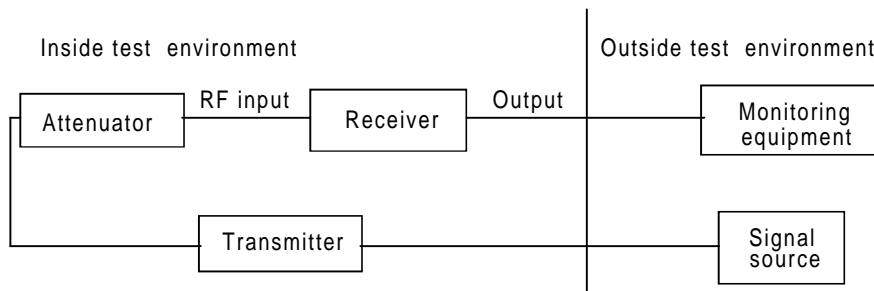 Inside test environment
Outside test environment
Attenuator
RF input
Receiver
Output
Monitoring
equipment
Transmitter
Signal
source